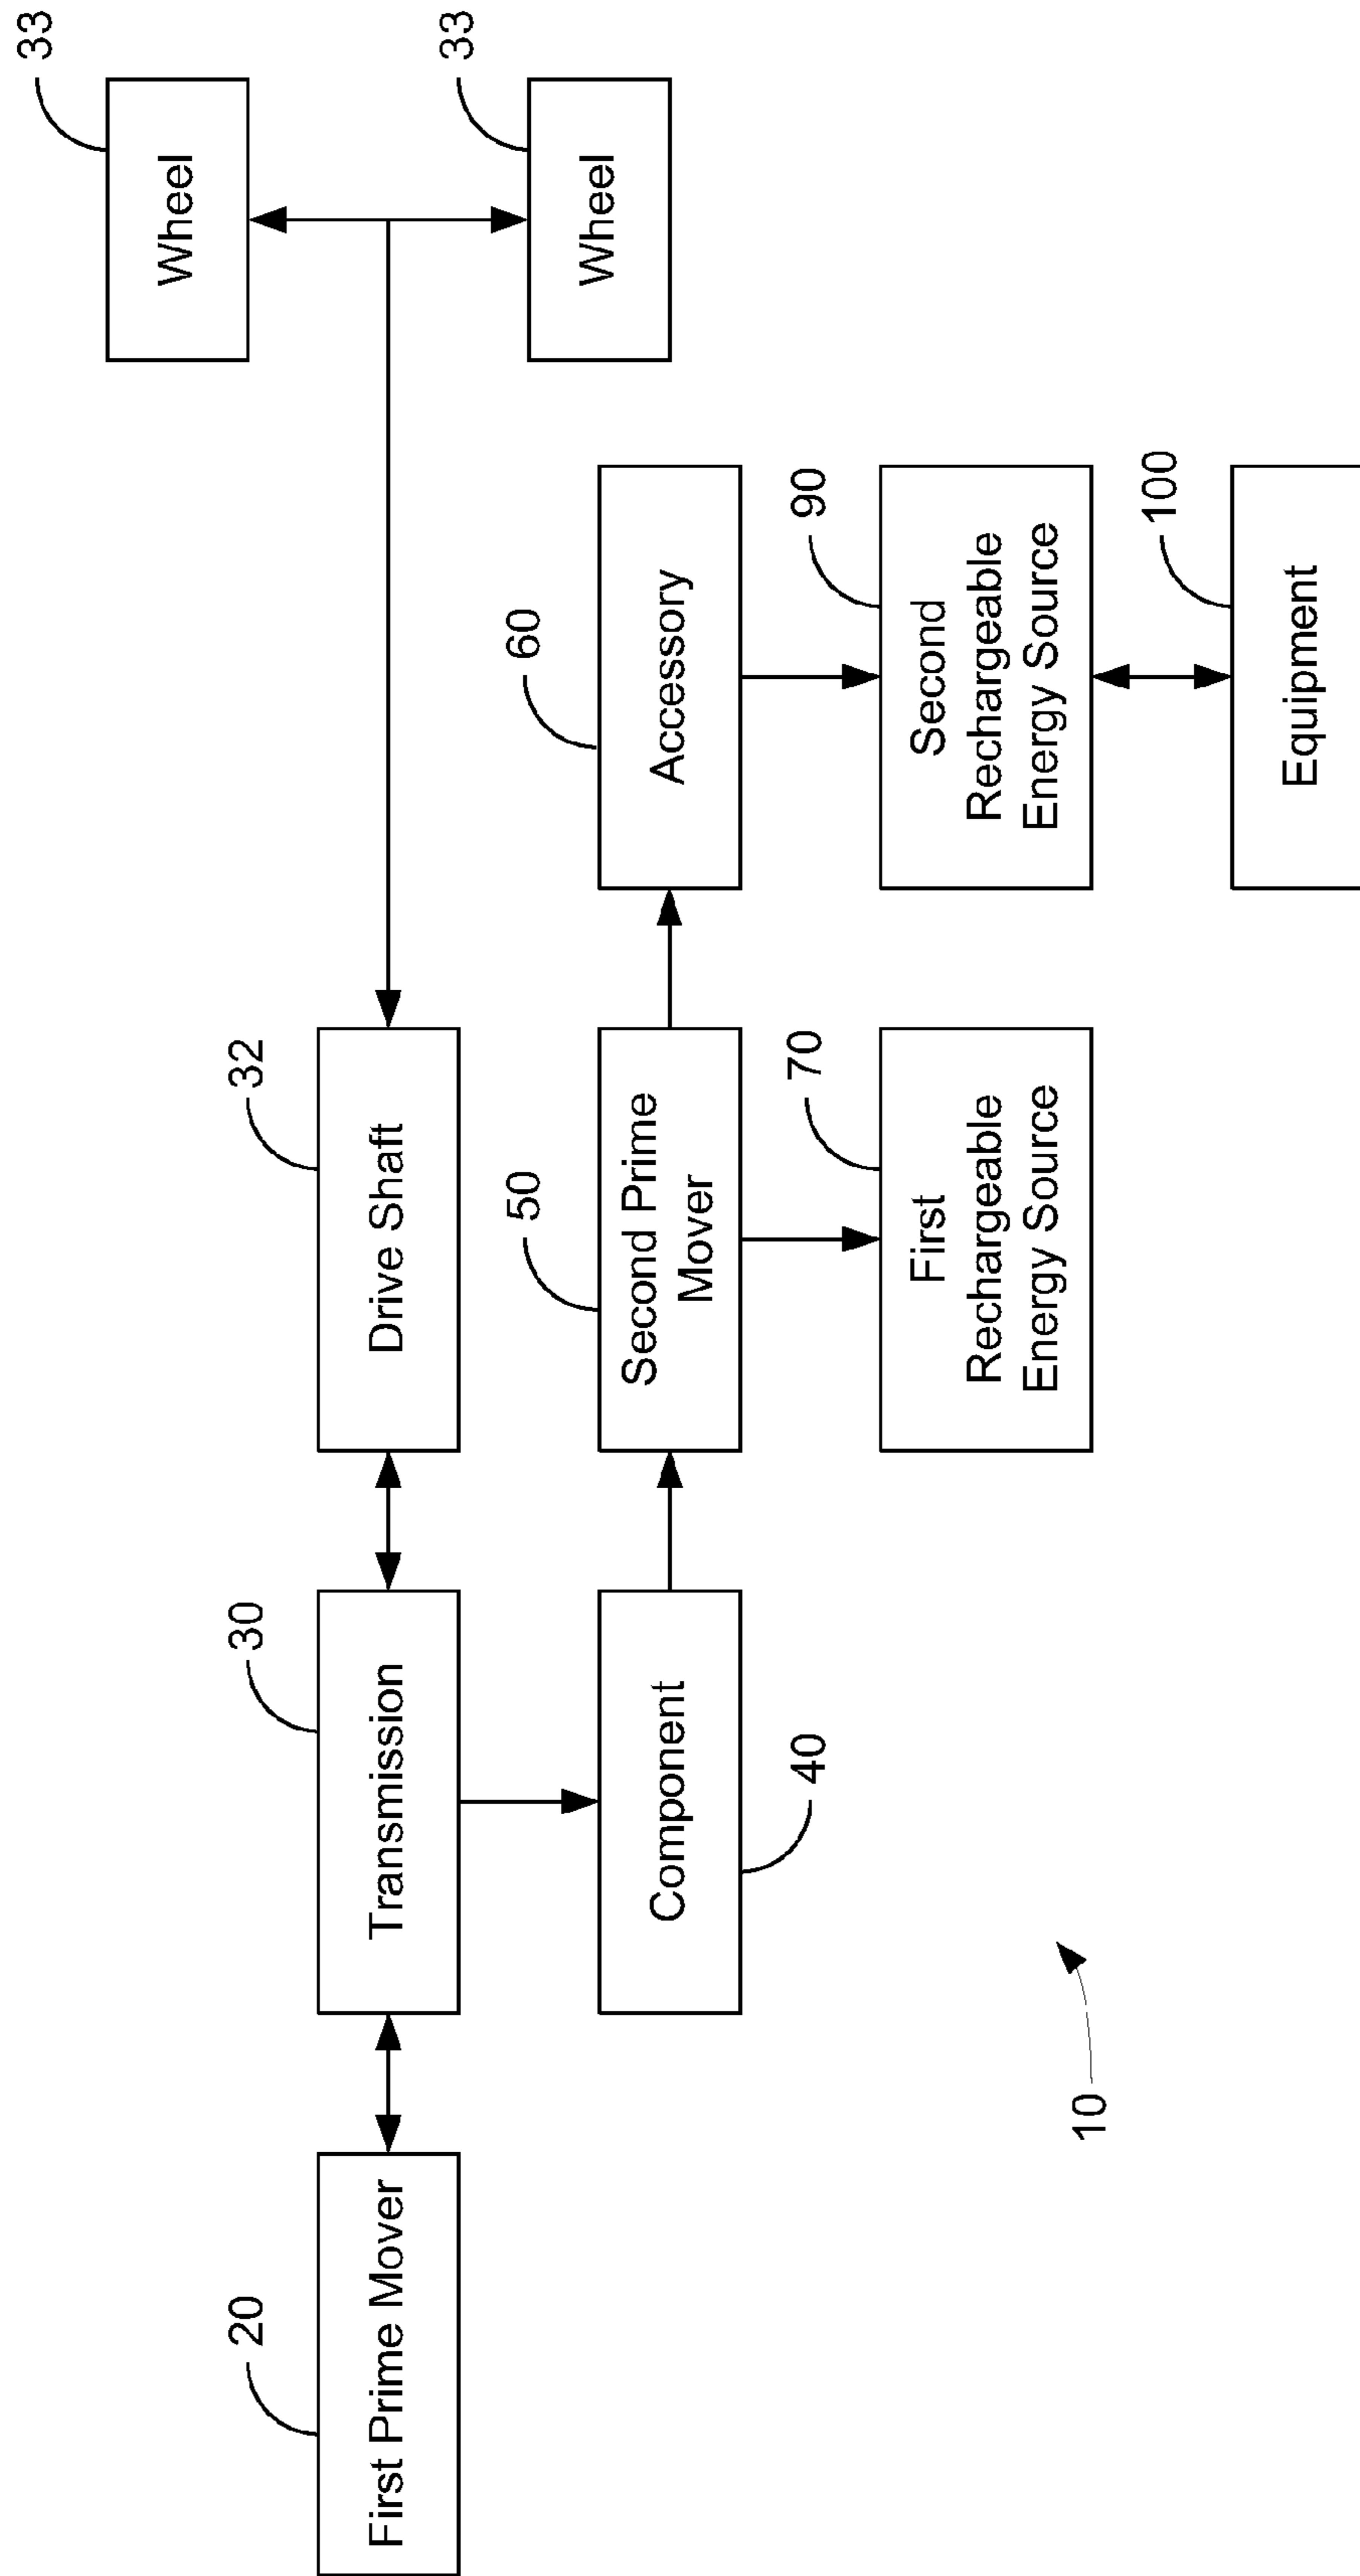 33
Wheel
33
Wheel
20
First Prime Mover
30
Transmission
32
Drive Shaft
40
Component
50
Second Prime
Mover
60
Accessory
70
First
Rechargeable
Energy Source
90
Second
Rechargeable
Energy Source
100
Equipment
10